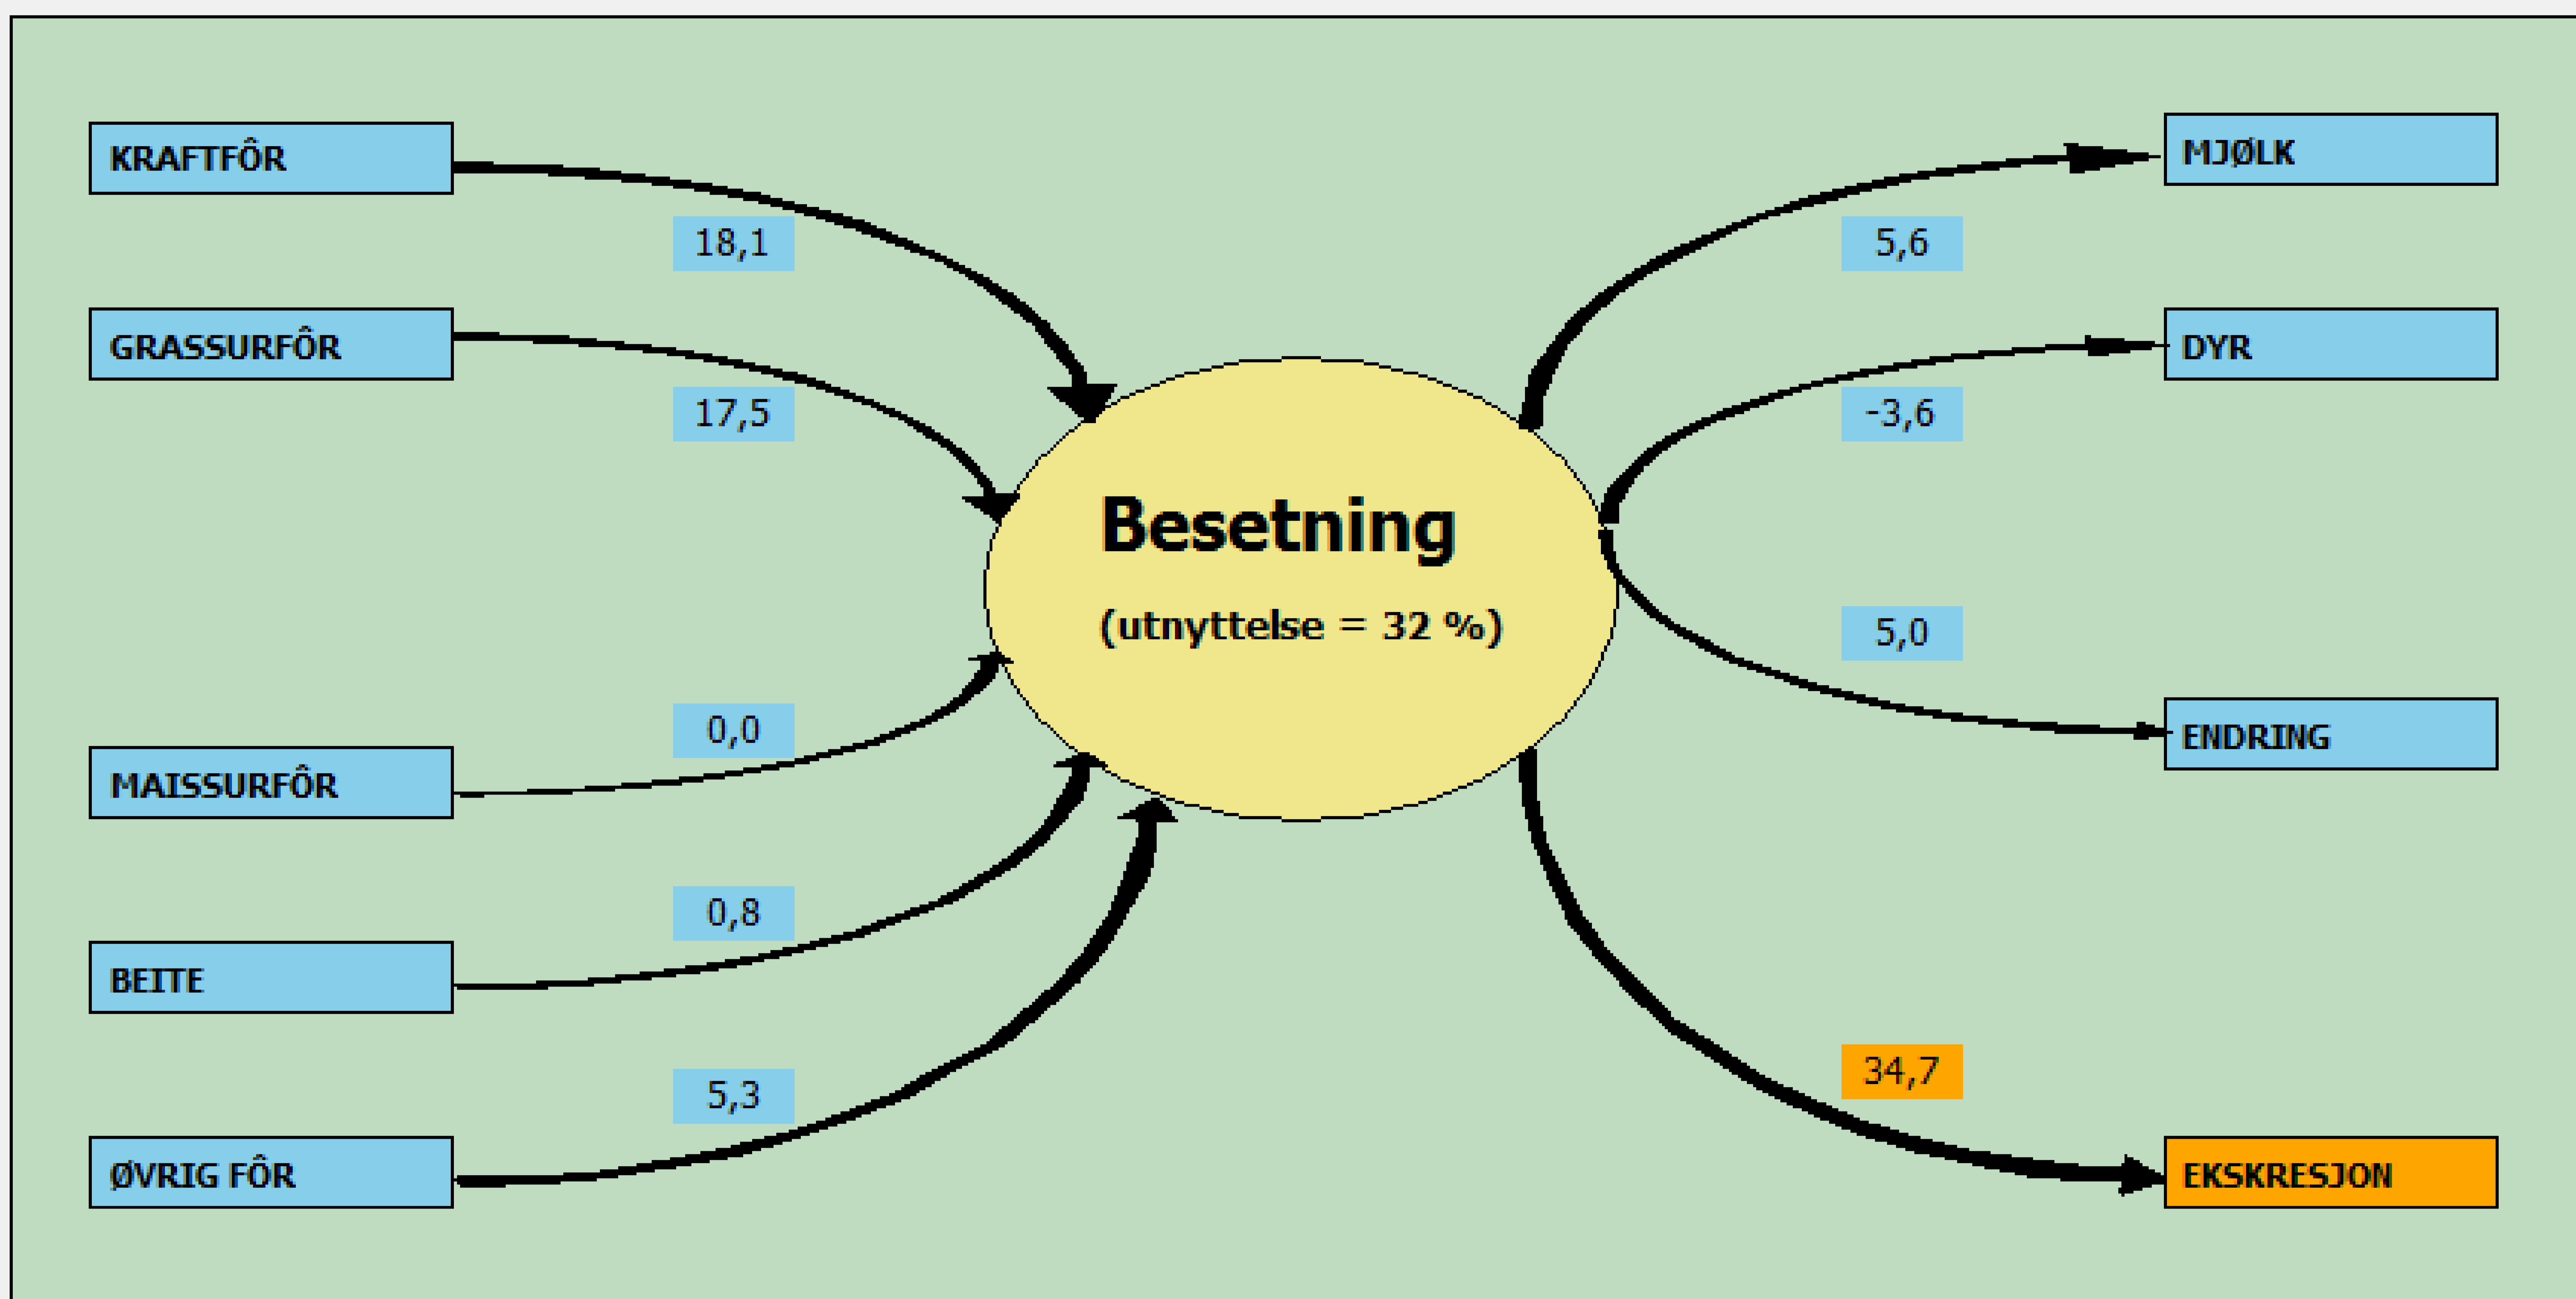 KRAFTFÔR
18,1
GRASSURFÔR
17,5
MAISSURFÔR
0,0
BEITE
0,8
ØVRIG FÔR
5,3
Besetning
(utnyttelse = 32 %)
MJØLK
5,6
DYR
-3,6
5,0
ENDRING
34,7
EKSKRESJON